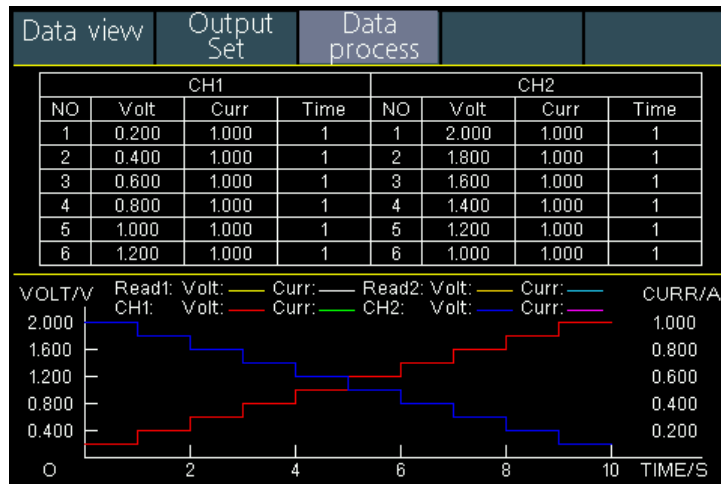 Data view Output Set Data process
CH1 CH2
NO Volt Curr Time NO Volt Curr Time
1 0.200 1.000 1 1 2.000 1.000 1
2 0.400 1.000 1 2 1.800 1.000 1
3 0.600 1.000 1 3 1.600 1.000 1
4 0.800 1.000 1 4 1.400 1.000 1
5 1.000 1.000 1 5 1.200 1.000 1
6 1.200 1.000 1 6 1.000 1.000 1
VOLT/V Read1: Volt: Curr: Read2: Volt: Curr: CURR/A
CH1: Volt: Curr: CH2: Volt: Curr:
2.000 1.000
1.600 0.800
1.200 0.600
0.800 0.400
0.400 0.200
O 2 4 6 8 10 TIME/S